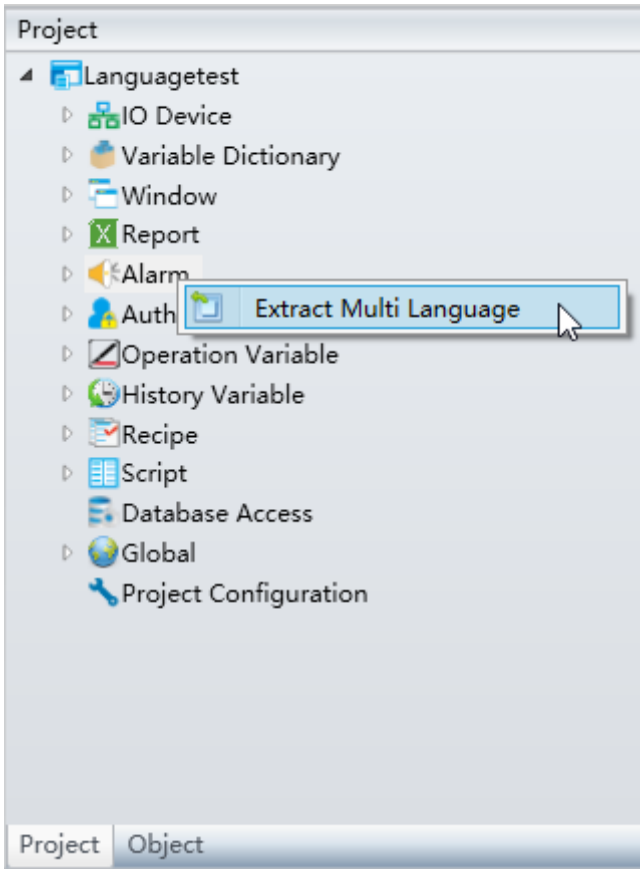 Project
Languagetest
IO Device
Variable Dictionary
Window
Report
Alarm
Extract Multi Language
Auth
Operation Variable
History Variable
Recipe
Script
Database Access
Global
Project Configuration
Project Object